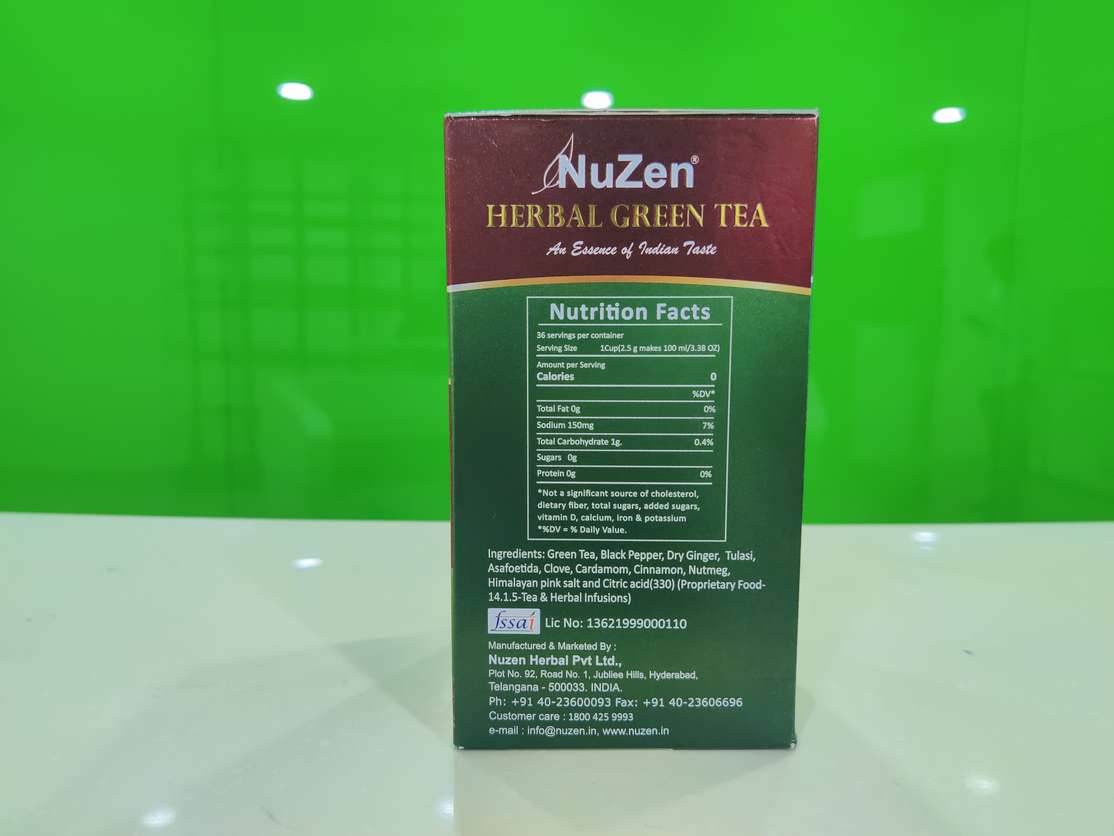 NuZen®
HERBAL GREEN TEA
An Essence of Indian Taste
Nutrition Facts
36 servings per container
Serving Size 1Cup(2.5 g makes 100 ml/3.38 OZ)
Amount per Serving
Calories 0
%DV*
Total Fat 0g 0%
Sodium 150mg 7%
Total Carbohydrate 1g. 0.4%
Sugars 0g
Protein 0g 0%
*Not a significant source of cholesterol,
dietary fiber, total sugars, added sugars,
vitamin D, calcium, iron & potassium
*%DV = % Daily Value.
Ingredients: Green Tea, Black Pepper, Dry Ginger, Tulasi,
Asafoetida, Clove, Cardamom, Cinnamon, Nutmeg,
Himalayan pink salt and Citric acid(330) (Proprietary Food-
14.1.5-Tea & Herbal Infusions)
fssai Lic No: 13621999000110
Manufactured & Marketed By :
Nuzen Herbal Pvt Ltd.,
Plot No. 92, Road No. 1, Jubliee Hills, Hyderabad,
Telangana - 500033. INDIA.
Ph: +91 40-23600093 Fax: +91 40-23606696
Customer care : 1800 425 9993
e-mail : info@nuzen.in, www.nuzen.in